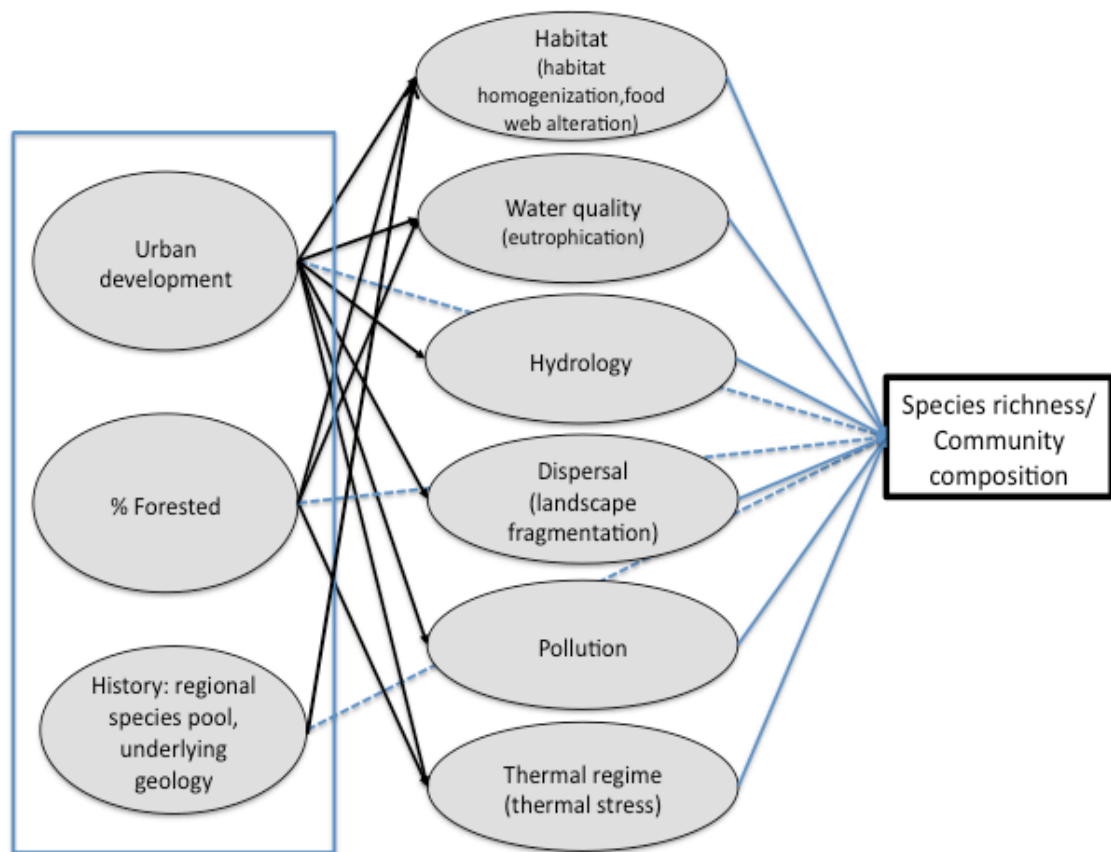 Habitat
(habitat
homogenization,food
web alteration)
Urban
development
Water quality
(eutrophication)
Hydrology
Species richness/
Community
composition
% Forested
Dispersal
(landscape
fragmentation)
History: regional
species pool,
underlying
geology
Pollution
Thermal regime
(thermal stress)